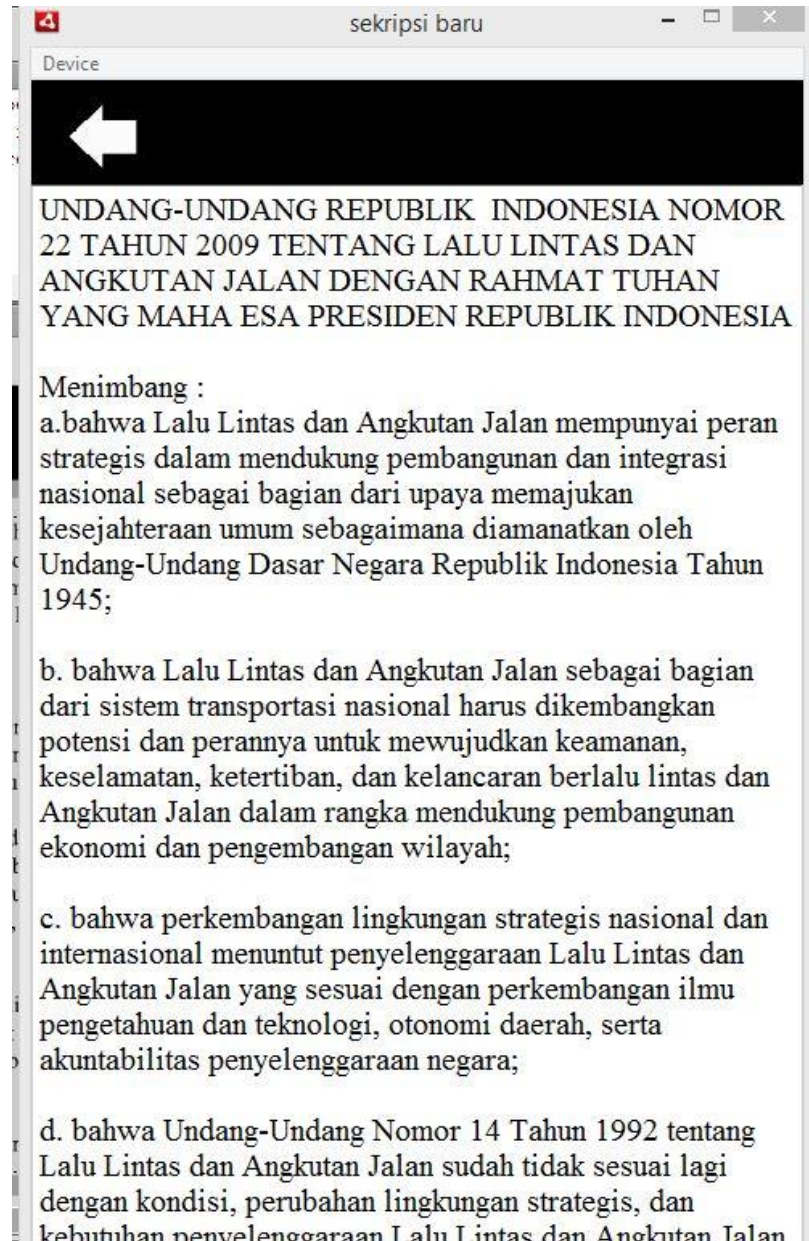 sekripsi baru
Device
UNDANG-UNDANG REPUBLIK INDONESIA NOMOR
22 TAHUN 2009 TENTANG LALU LINTAS DAN
ANGKUTAN JALAN DENGAN RAHMAT TUHAN
YANG MAHA ESA PRESIDEN REPUBLIK INDONESIA
Menimbang :
a.bahwa Lalu Lintas dan Angkutan Jalan mempunyai peran
strategis dalam mendukung pembangunan dan integrasi
nasional sebagai bagian dari upaya memajukan
kesejahteraan umum sebagaimana diamanatkan oleh
Undang-Undang Dasar Negara Republik Indonesia Tahun
1945;
b. bahwa Lalu Lintas dan Angkutan Jalan sebagai bagian
dari sistem transportasi nasional harus dikembangkan
potensi dan perannya untuk mewujudkan keamanan,
keselamatan, ketertiban, dan kelancaran berlalu lintas dan
Angkutan Jalan dalam rangka mendukung pembangunan
ekonomi dan pengembangan wilayah;
c. bahwa perkembangan lingkungan strategis nasional dan
internasional menuntut penyelenggaraan Lalu Lintas dan
Angkutan Jalan yang sesuai dengan perkembangan ilmu
pengetahuan dan teknologi, otonomi daerah, serta
akuntabilitas penyelenggaraan negara;
d. bahwa Undang-Undang Nomor 14 Tahun 1992 tentang
Lalu Lintas dan Angkutan Jalan sudah tidak sesuai lagi
dengan kondisi, perubahan lingkungan strategis, dan
kebutuhan penyelenggaraan Lalu Lintas dan Angkutan Jalan